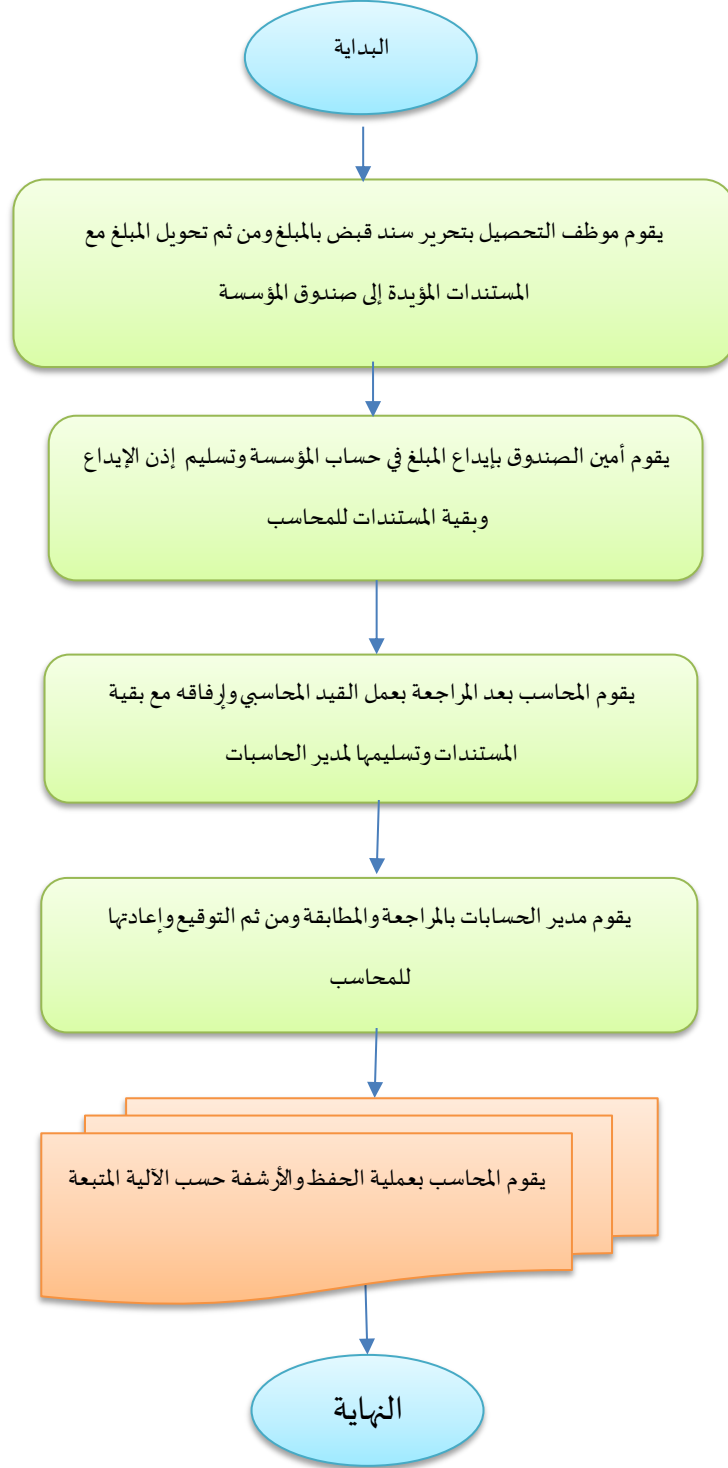 البداية
يقوم موظف التحصيل بتحرير سند قبض بالمبلغ ومن ثم تحويل المبلغ مع
المستندات المؤيدة إلى صندوق المؤسسة
يقوم أمين الصندوق بإيداع المبلغ في حساب المؤسسة وتسليم إذن الإيداع
وبقية المستندات للمحاسب
يقوم المحاسب بعد المراجعة بعمل القيد المحاسبي وإرفاقه مع بقية
المستندات وتسليمها لمدير الحاسبات
يقوم مدير الحسابات بالمراجعة والمطابقة ومن ثم التوقيع وإعادتها
للمحاسب
يقوم المحاسب بعملية الحفظ والأرشفة حسب الآلية المتبعة
النهاية